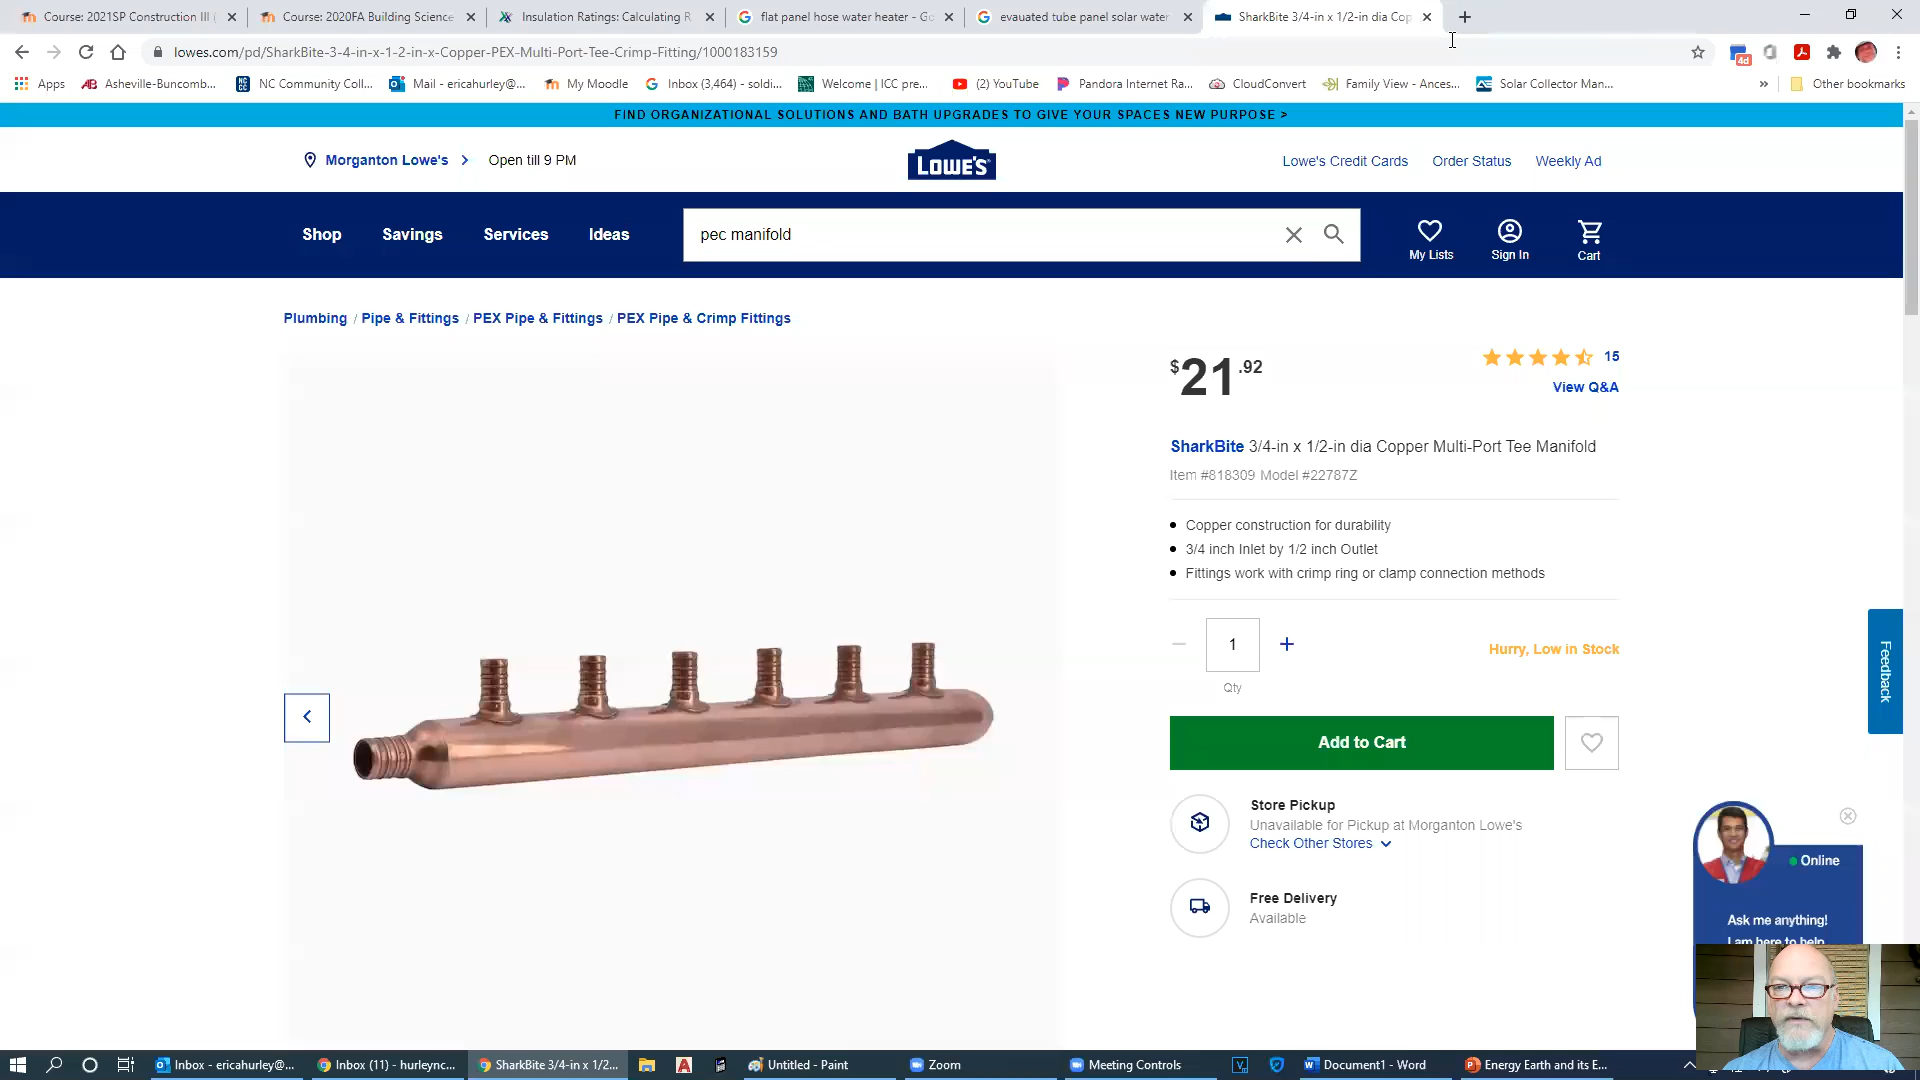 Course: 2021SP Construction III (
Course: 2020FA Building Science
Insulation Ratings: Calculating R
flat panel hose water heater - Go
evauated tube panel solar water
SharkBite 3/4-in x 1/2-in dia Cop
lowes.com/pd/SharkBite-3-4-in-x-1-2-in-x-Copper-PEX-Multi-Port-Tee-Crimp-Fitting/1000183159
4d
Apps
AB Asheville-Buncomb...
NC Community Coll...
Mail - ericahurley@...
My Moodle
Inbox (3,464) - soldi...
Welcome | ICC pre...
(2) YouTube
Pandora Internet Ra...
CloudConvert
Family View - Ances...
Solar Collector Man...
»
Other bookmarks
FIND ORGANIZATIONAL SOLUTIONS AND BATH UPGRADES TO GIVE YOUR SPACES NEW PURPOSE >
Morganton Lowe's > Open till 9 PM
LOWE'S
Lowe's Credit Cards
Order Status
Weekly Ad
Shop
Savings
Services
Ideas
pec manifold
My Lists
Sign In
Cart
Plumbing / Pipe & Fittings / PEX Pipe & Fittings / PEX Pipe & Crimp Fittings
$21.92
15
View Q&A
SharkBite 3/4-in x 1/2-in dia Copper Multi-Port Tee Manifold
Item #818309 Model #22787Z
• Copper construction for durability
• 3/4 inch Inlet by 1/2 inch Outlet
• Fittings work with crimp ring or clamp connection methods
1
Qty
Hurry, Low in Stock
Feedback
Add to Cart
Store Pickup
Unavailable for Pickup at Morganton Lowe's
Check Other Stores
Free Delivery
Available
Online
Ask me anything!
I am here to help
Inbox - ericahurley@...
Inbox (11) - hurleync...
SharkBite 3/4-in x 1/2...
Untitled - Paint
Zoom
Meeting Controls
Document1 - Word
Energy Earth and its E...